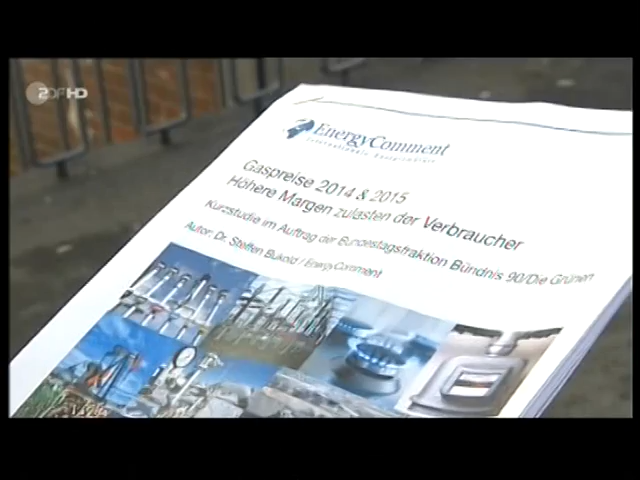 ZDF HD
EnergyComment
Gaspreise 2014 & 2015
Höhere Margen zulasten der Verbraucher
Kurzstudie im Auftrag der Bundestagsfraktion Bündnis 90/Die Grünen
Autor: Dr. Steffen Bukold / EnergyComment